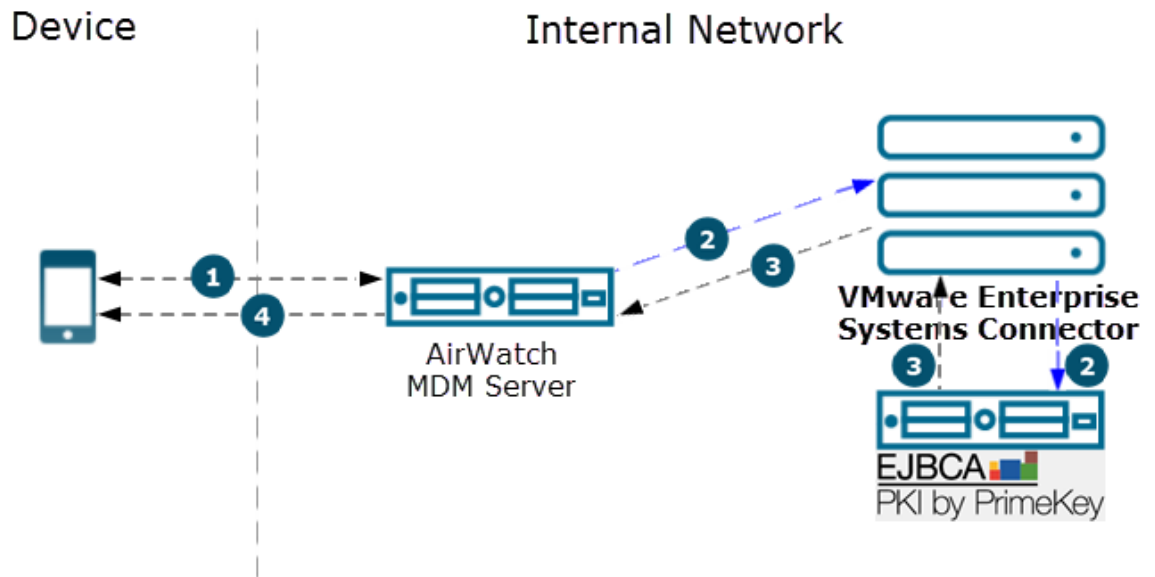 Device
Internal Network
1
2
3
4
AirWatch
MDM Server
VMware Enterprise
Systems Connector
3
2
EJBCA
PKI by PrimeKey